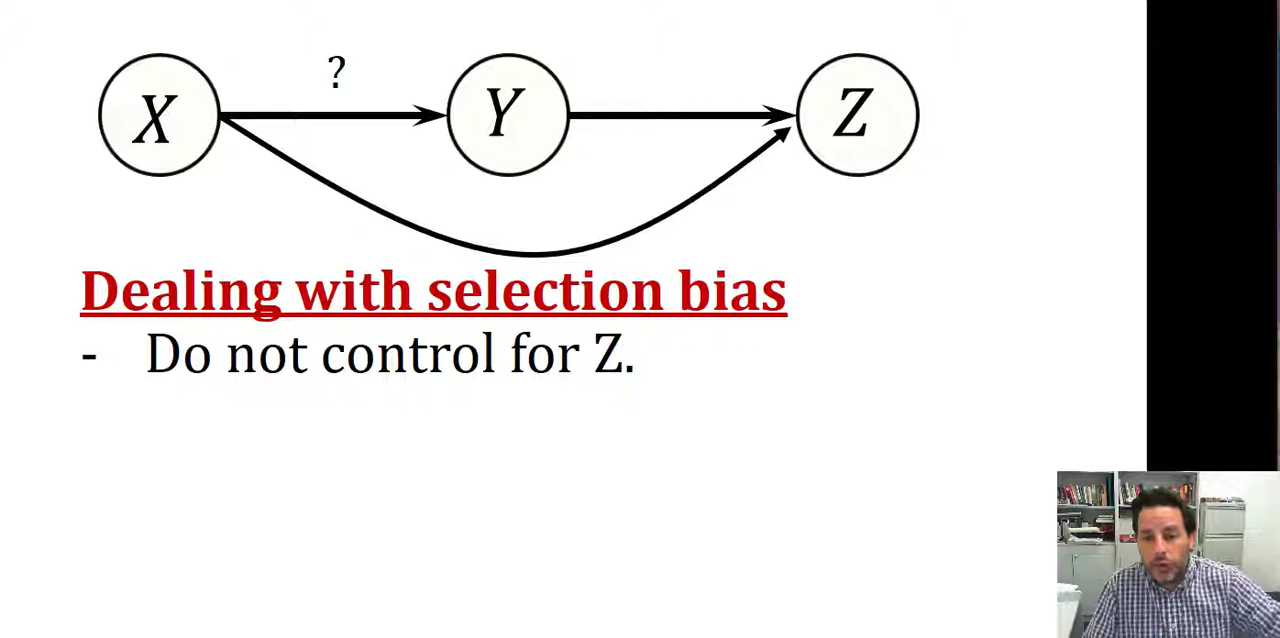 ?
X Y Z
Dealing with selection bias
- Do not control for Z.